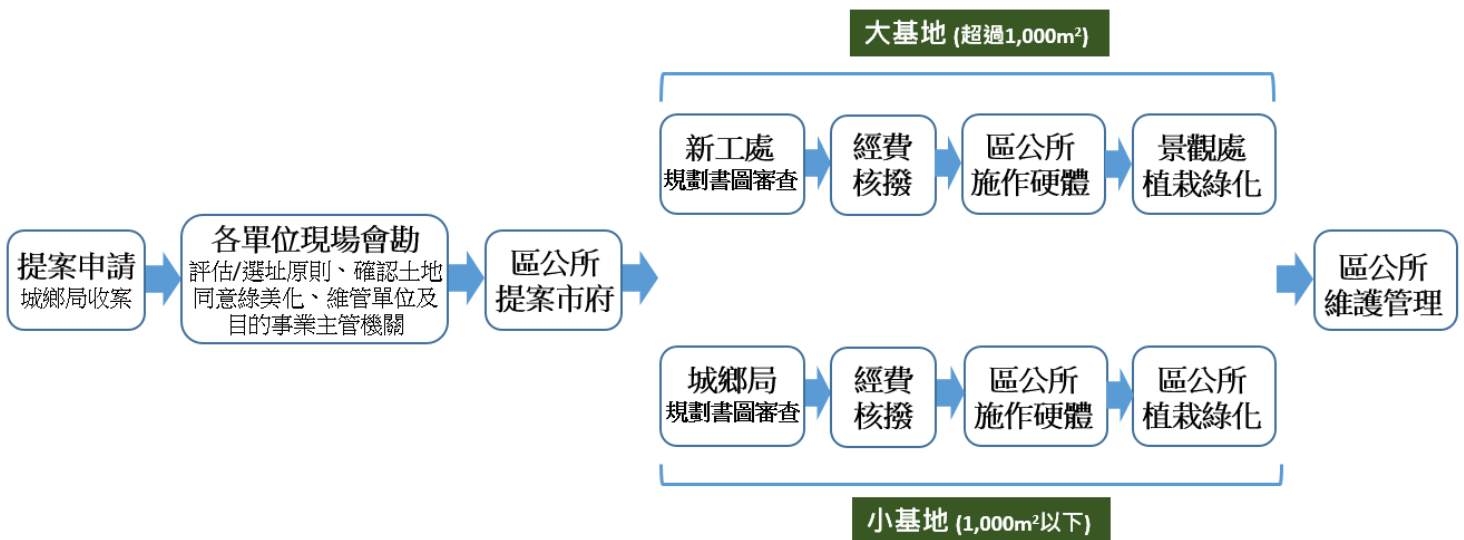 提案申請
城鄉局收案
各單位現場會勘
評估/選址原則、確認土地
同意綠美化、維管單位及
目的事業主管機關
區公所
提案市府
大基地 (超過1,000m²)
新工處
規劃書圖審查
經費
核撥
區公所
施作硬體
景觀處
植栽綠化
城鄉局
規劃書圖審查
經費
核撥
區公所
施作硬體
區公所
植栽綠化
小基地 (1,000m²以下)
區公所
維護管理